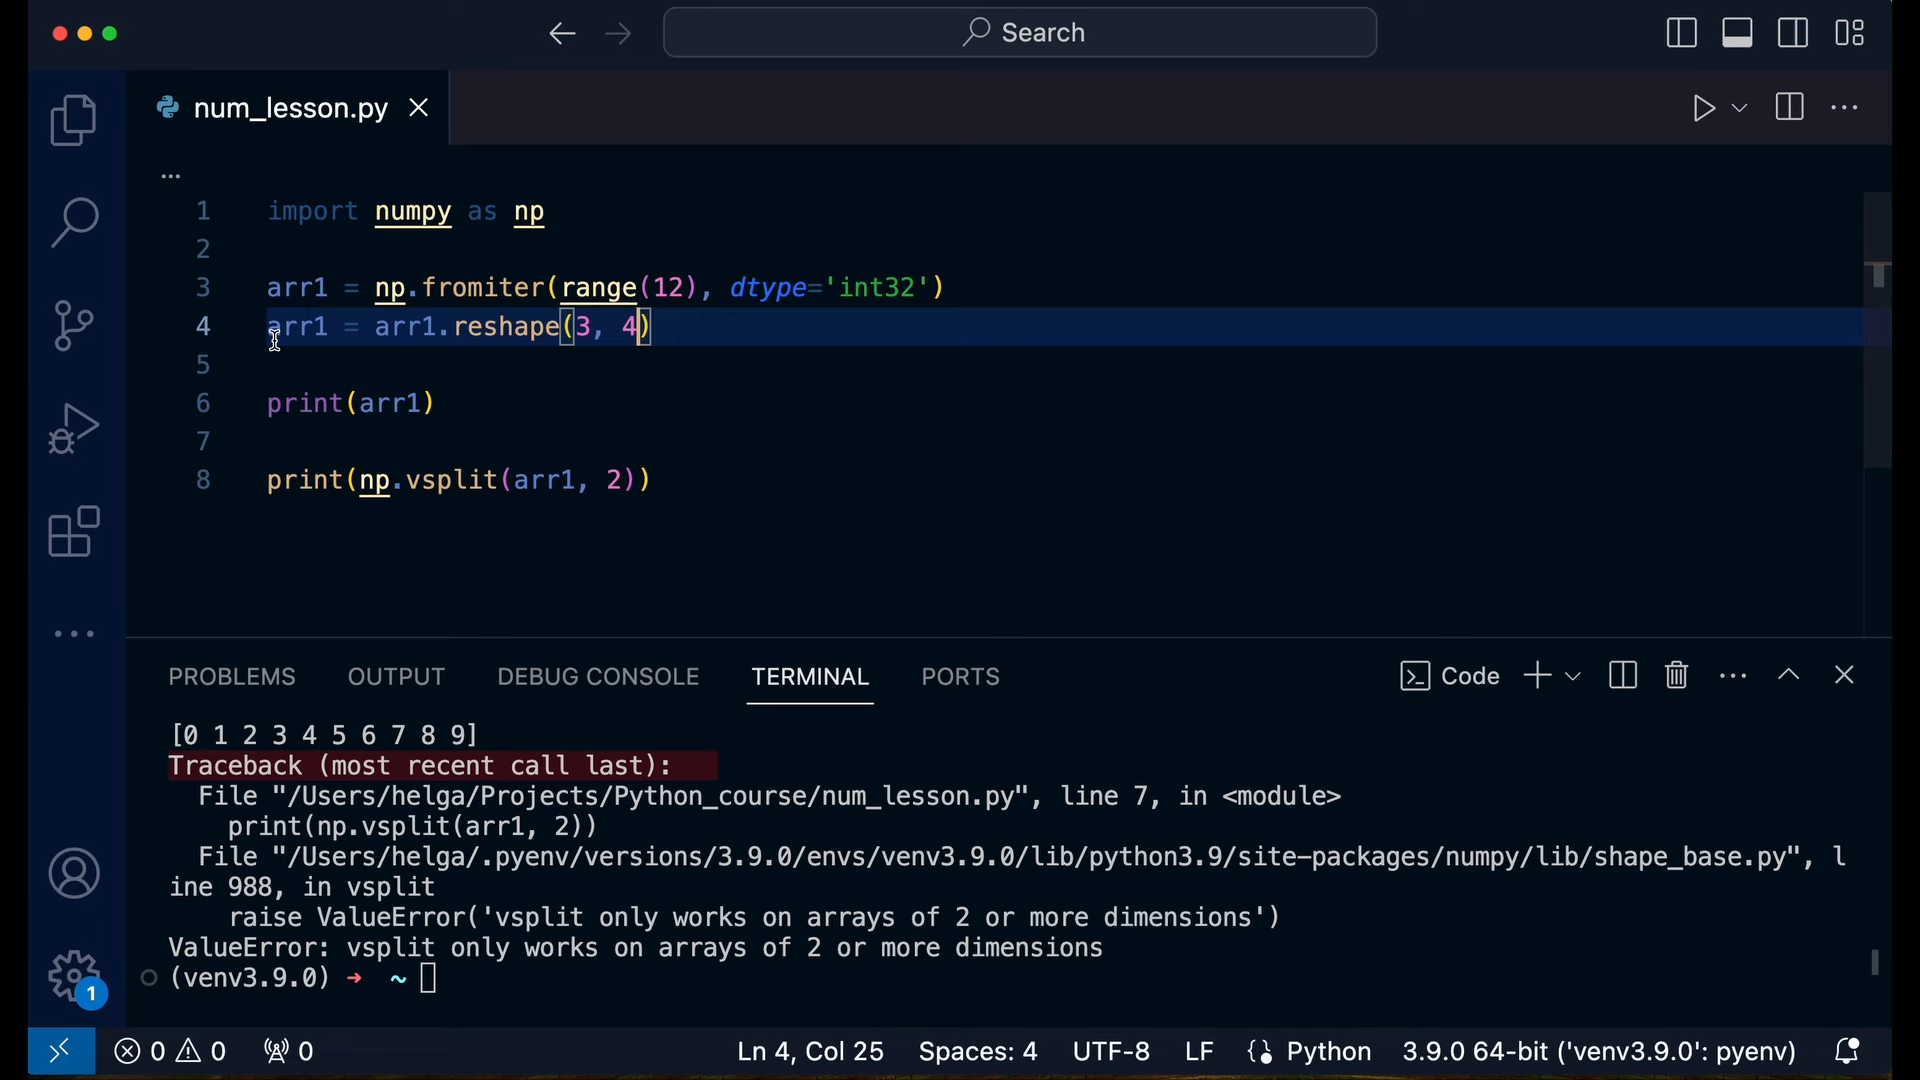 Search
num_lesson.py
...
1 import numpy as np
2
3 arr1 = np.fromiter(range(12), dtype='int32')
4 arr1 = arr1.reshape(3, 4)
5
6 print(arr1)
7
8 print(np.vsplit(arr1, 2))
PROBLEMS OUTPUT DEBUG CONSOLE TERMINAL PORTS Code
[0 1 2 3 4 5 6 7 8 9]
Traceback (most recent call last):
File "/Users/helga/Projects/Python_course/num_lesson.py", line 7, in <module>
print(np.vsplit(arr1, 2))
File "/Users/helga/.pyenv/versions/3.9.0/envs/venv3.9.0/lib/python3.9/site-packages/numpy/lib/shape_base.py", l
ine 988, in vsplit
raise ValueError('vsplit only works on arrays of 2 or more dimensions')
ValueError: vsplit only works on arrays of 2 or more dimensions
(venv3.9.0) ➜ ~
1
0 0 0 Ln 4, Col 25 Spaces: 4 UTF-8 LF Python 3.9.0 64-bit ('venv3.9.0': pyenv)